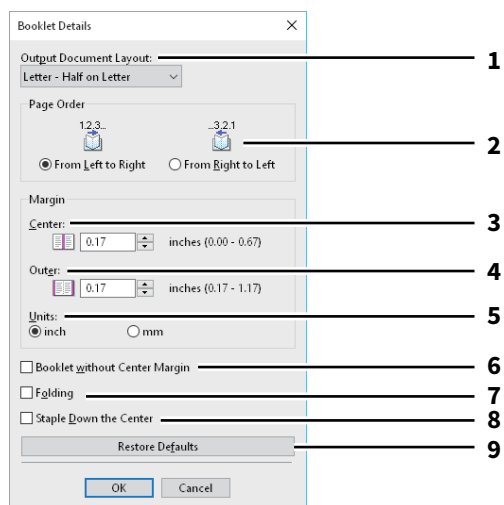 Booklet Details
Output Document Layout: 1
Letter - Half on Letter
Page Order
1.2.3... ...3.2.1
2
From Left to Right From Right to Left
Margin
Center: 3
0.17 inches {0.00 - 0.67}
Outer: 4
0.17 inches {0.17 - 1.17}
Units: 5
inch mm
Booklet without Center Margin 6
Folding 7
Staple Down the Center 8
Restore Defaults 9
OK Cancel